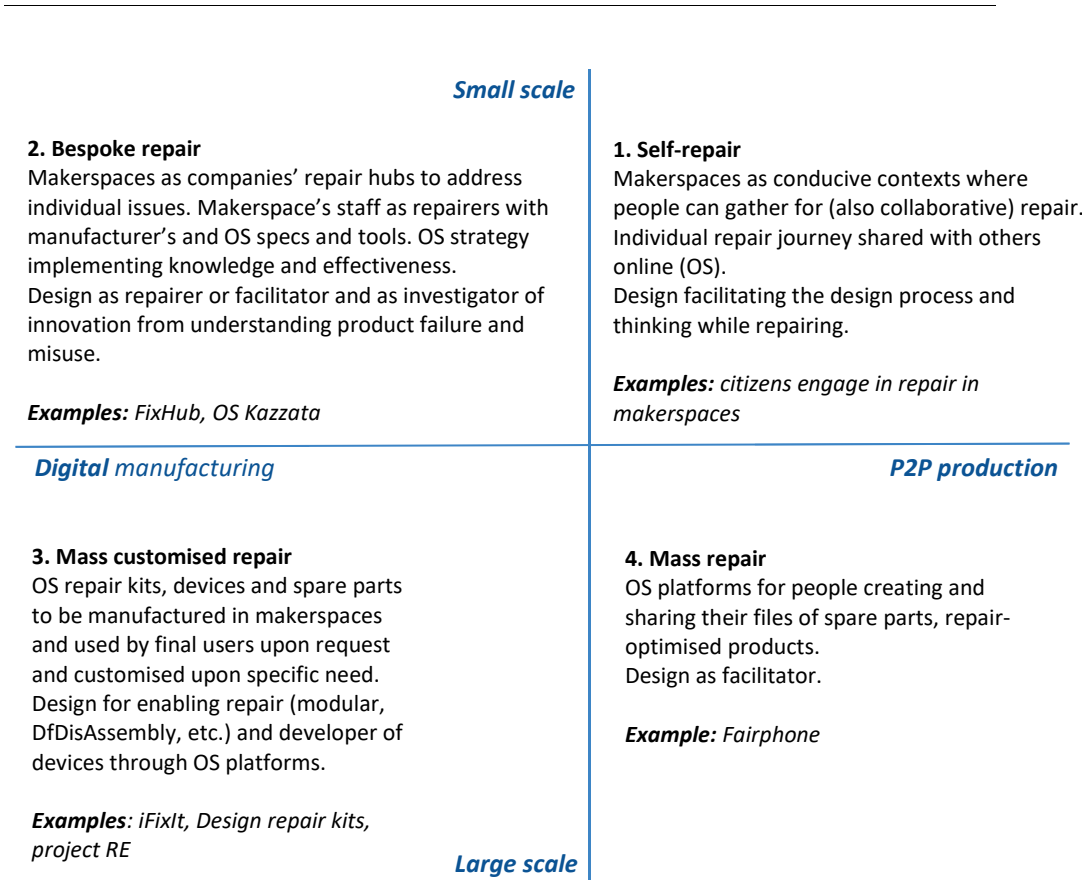 Small scale
2. Bespoke repair
Makerspaces as companies’ repair hubs to address
individual issues. Makerspace’s staff as repairers with
manufacturer’s and OS specs and tools. OS strategy
implementing knowledge and effectiveness.
Design as repairer or facilitator and as investigator of
innovation from understanding product failure and
misuse.
Examples: FixHub, OS Kazzata
1. Self-repair
Makerspaces as conducive contexts where
people can gather for (also collaborative) repair.
Individual repair journey shared with others
online (OS).
Design facilitating the design process and
thinking while repairing.
Examples: citizens engage in repair in
makerspaces
Digital manufacturing
P2P production
3. Mass customised repair
OS repair kits, devices and spare parts
to be manufactured in makerspaces
and used by final users upon request
and customised upon specific need.
Design for enabling repair (modular,
DfDisAssembly, etc.) and developer of
devices through OS platforms.
Examples: iFixIt, Design repair kits,
project RE
4. Mass repair
OS platforms for people creating and
sharing their files of spare parts, repair-
optimised products.
Design as facilitator.
Example: Fairphone
Large scale